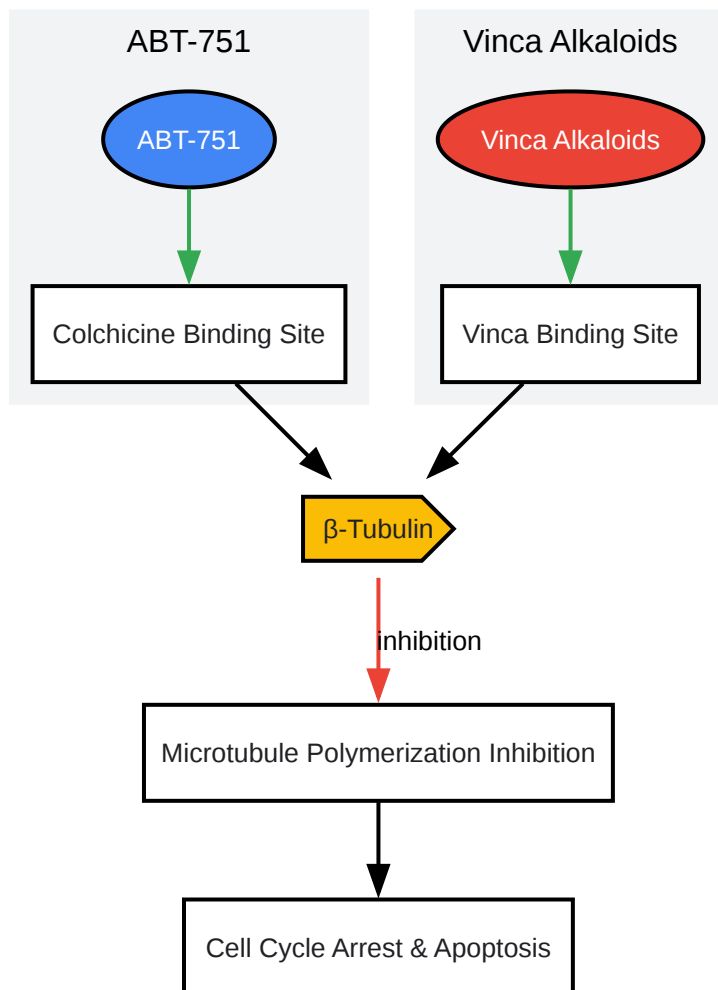 ABT-751
Vinca Alkaloids
ABT-751
Vinca Alkaloids
Colchicine Binding Site
Vinca Binding Site
β-Tubulin
inhibition
Microtubule Polymerization Inhibition
Cell Cycle Arrest & Apoptosis